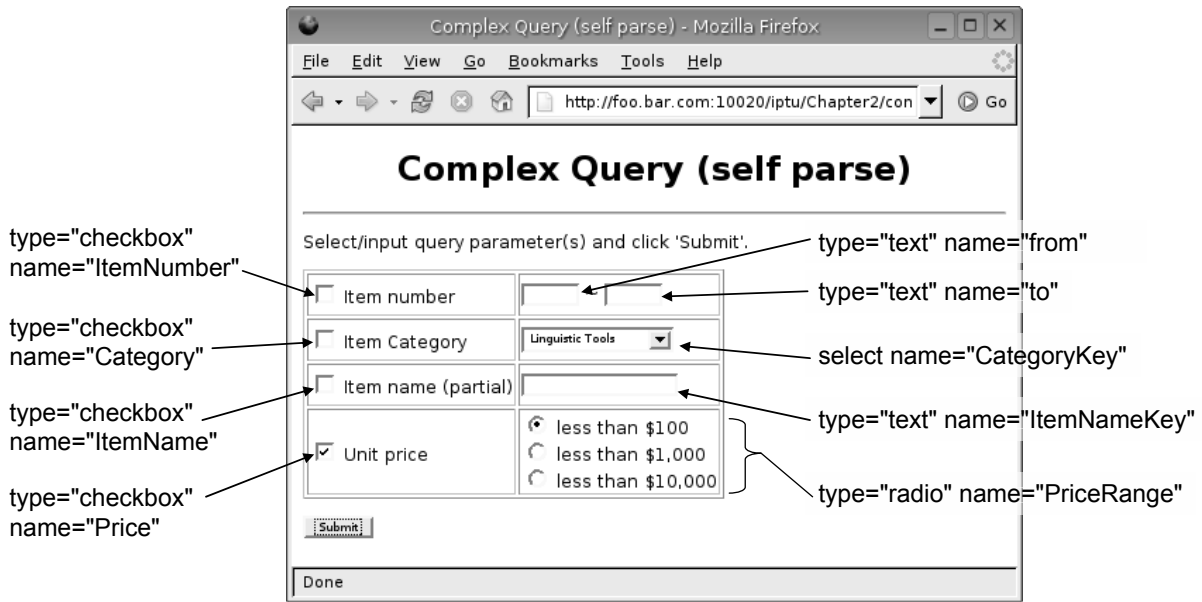 Complex Query (self parse) - Mozilla Firefox
File Edit View Go Bookmarks Tools Help
http://foo.bar.com:10020/iptu/Chapter2/con
Go
Complex Query (self parse)
Select/input query parameter(s) and click 'Submit'.
type="checkbox"
name="ItemNumber"
Item number
-
type="text" name="from"
type="text" name="to"
type="checkbox"
name="Category"
Item Category
Linguistic Tools
select name="CategoryKey"
type="checkbox"
name="ItemName"
Item name (partial)
type="text" name="ItemNameKey"
type="checkbox"
name="Price"
Unit price
less than $100
less than $1,000
less than $10,000
type="radio" name="PriceRange"
Submit
Done